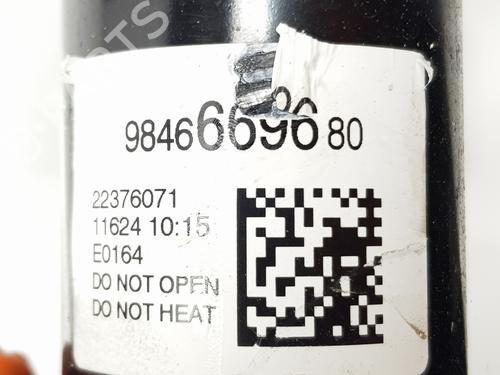 9846669680
22376071
11624 10:15
E0164
DO NOT OPEN
DO NOT HEAT